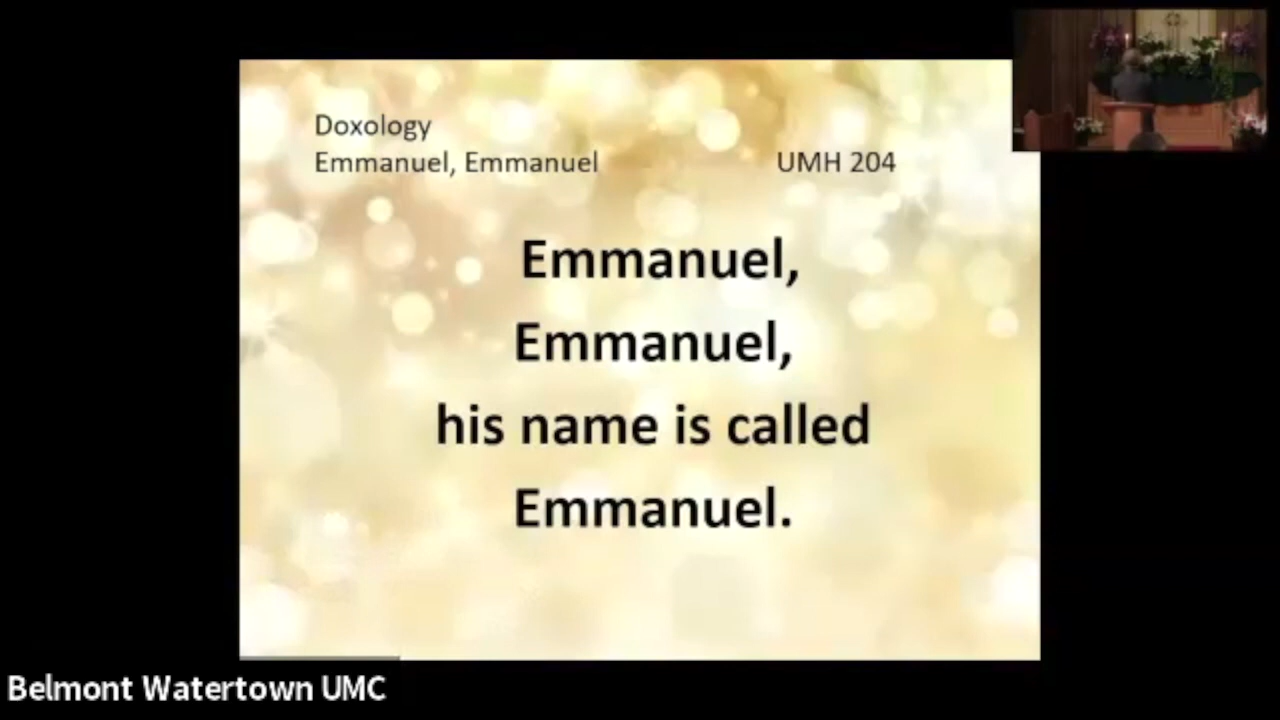 Doxology
Emmanuel, Emmanuel UMH 204
Emmanuel,
Emmanuel,
his name is called
Emmanuel.
Belmont Watertown UMC